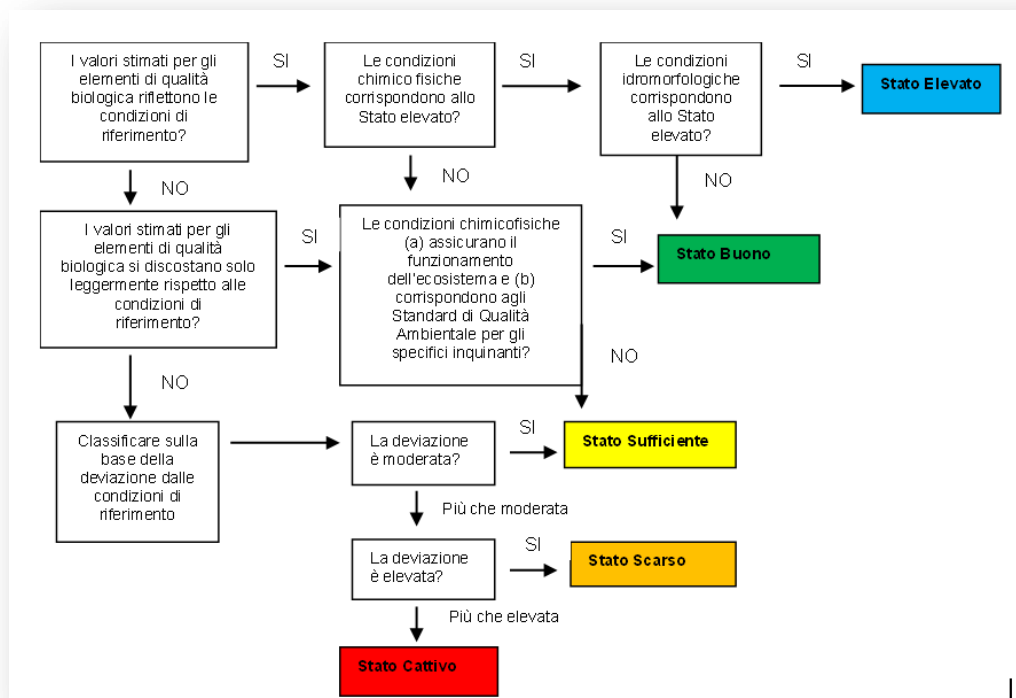 I valori stimati per gli
elementi di qualità
biologica riflettono le
condizioni di
riferimento?
SI
Le condizioni
chimico fisiche
corrispondono allo
Stato elevato?
SI
Le condizioni
idromorfologiche
corrispondono
allo Stato
elevato?
SI
Stato Elevato
NO
NO
NO
I valori stimati per gli
elementi di qualità
biologica si discostano solo
leggermente rispetto alle
condizioni di
riferimento?
SI
Le condizioni chimicofisiche
(a) assicurano il
funzionamento
dell'ecosistema e (b)
corrispondono agli
Standard di Qualità
Ambientale per gli
specifici inquinanti?
SI
Stato Buono
NO
NO
Classificare sulla
base della
deviazione dalle
condizioni di
riferimento
La deviazione
è moderata?
SI
Stato Sufficiente
Più che moderata
La deviazione
è elevata?
SI
Stato Scarso
Più che elevata
Stato Cattivo